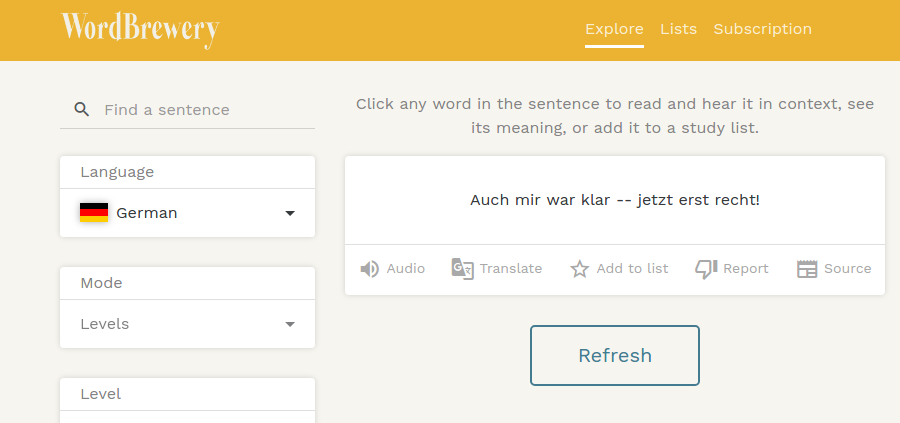 WordBrewery
Explore Lists Subscription
Find a sentence
Language
German
Mode
Levels
Level
Click any word in the sentence to read and hear it in context, see
its meaning, or add it to a study list.
Auch mir war klar -- jetzt erst recht!
Audio Translate Add to list Report Source
Refresh